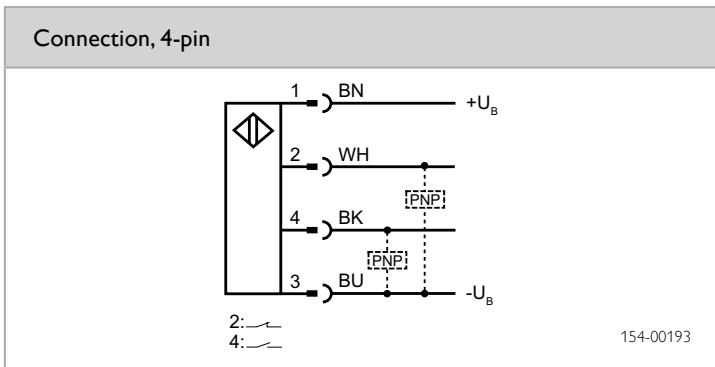 Connection, 4-pin
1 BN +U_B
2 WH
PNP
4 BK
PNP
3 BU -U_B
2:
4:
154-00193